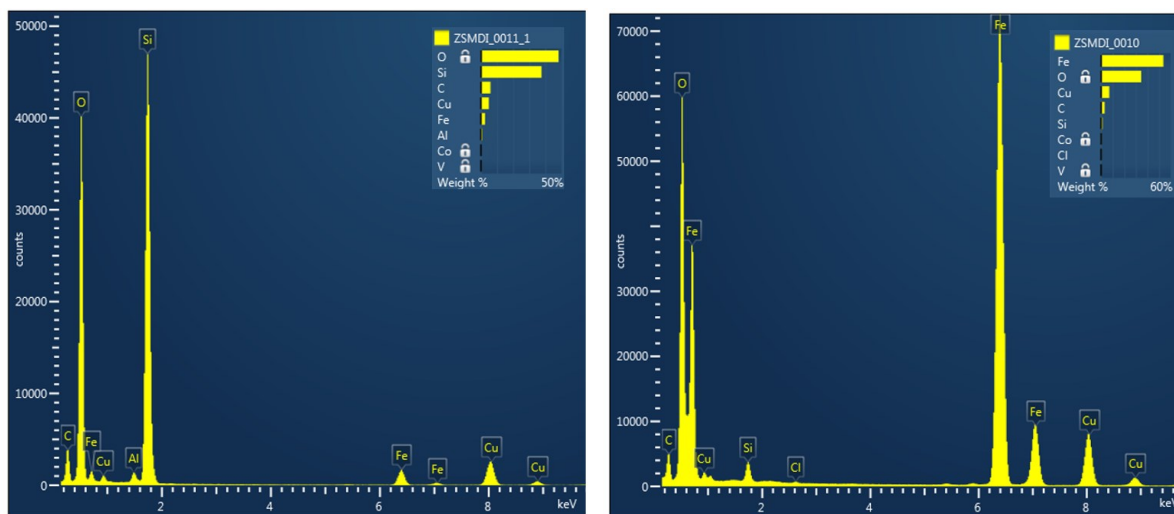 50000
40000
30000
20000
10000
0
counts
2
4
6
8
keV
C
O
Fe
Cu
Al
Si
Fe
Fe
Cu
Cu
ZSMDI_0011_1
O
Si
C
Cu
Fe
Al
Co
V
Weight % 50%
70000
60000
50000
30000
20000
10000
0
counts
2
4
6
8
keV
C
O
Fe
Cu
Si
Cl
Fe
Fe
Cu
Cu
ZSMDI_0010
Fe
O
Cu
C
Si
Co
Cl
V
Weight % 60%